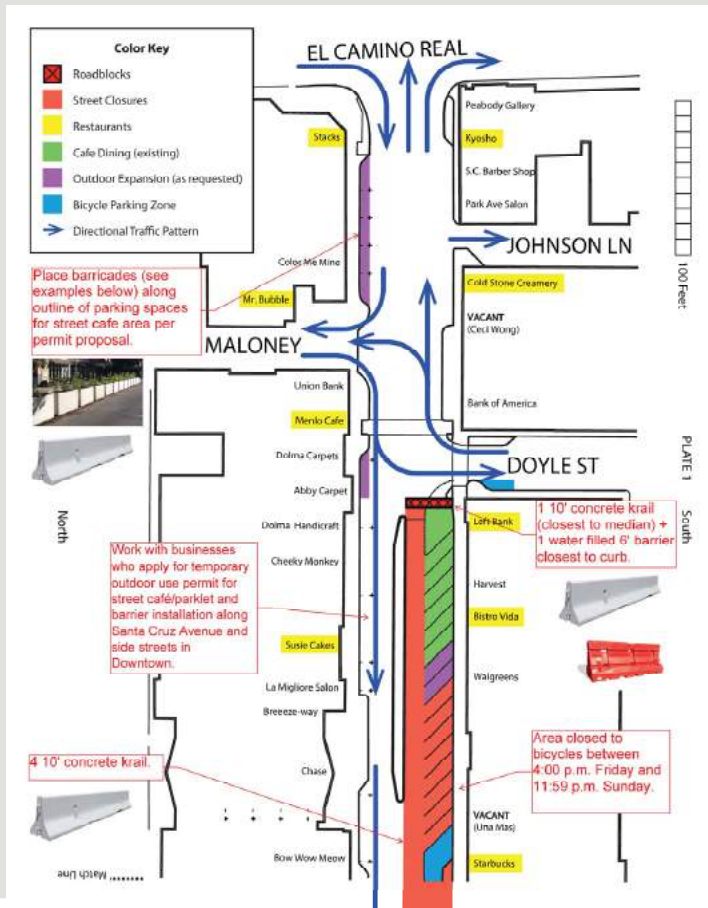 EL CAMINO REAL
Color Key
Roadblocks
Street Closures
Restaurants
Cafe Dining (existing)
Outdoor Expansion (as requested)
Bicycle Parking Zone
Directional Traffic Pattern
Stacks
Color Me Mine
Mr. Bubble
Peabody Gallery
Kyosho
S.C. Barber Shop
Park Ave Salon
JOHNSON LN
100 Feet
Place barricades (see
examples below) along
outline of parking spaces
for street cafe area per
permit proposal.
MALONEY
Cold Stone Creamery
VACANT
(Cecil Wong)
Bank of America
Union Bank
Menlo Cafe
Dolma Carpets
Abby Carpet
Dolma Handicraft
Cheeky Monkey
DOYLE ST
PLATE 1
North
South
Left Bank
1 10' concrete krail
(closest to median) +
1 water filled 6' barrier
closest to curb.
Work with businesses
who apply for temporary
outdoor use permit for
street café/parklet and
barrier installation along
Santa Cruz Avenue and
side streets in
Downtown.
Harvest
Bistro Vida
Susie Cakes
Walgreens
La Migliore Salon
Breeeze-way
4 10' concrete krail.
Chase
Area closed to
bicycles between
4:00 p.m. Friday and
11:59 p.m. Sunday.
VACANT
(Una Mas)
Bow Wow Meow
Starbucks
Match Line